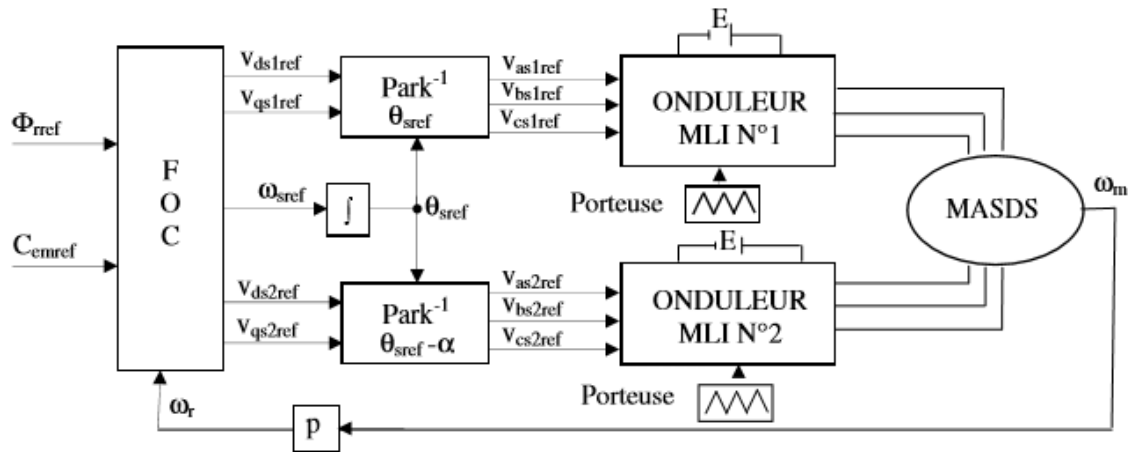 Φrref
Cemref
F
O
C
vds1ref
vqs1ref
ωsref
vds2ref
vqs2ref
∫
θsref
Park-1
θsref
Park-1
θsref -α
vas1ref
vbs1ref
vcs1ref
vas2ref
vbs2ref
vcs2ref
E
ONDULEUR
MLI N°1
Porteuse
E
ONDULEUR
MLI N°2
Porteuse
MASDS
ωm
ωr
p